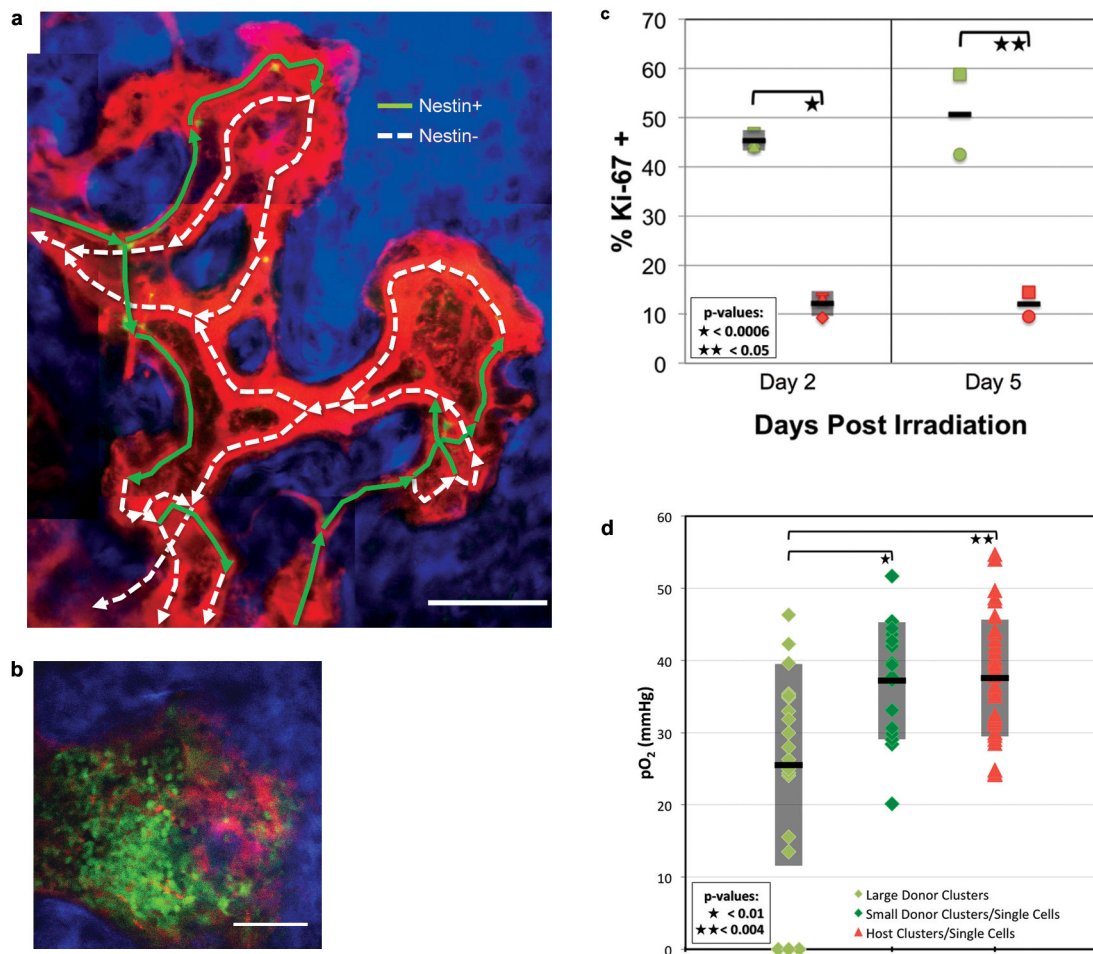 a
Nestin+
Nestin-
b
c
70
60
50
40
30
20
10
0
% Ki-67 +
★
★★
p-values:
★ < 0.0006
★★ < 0.05
Day 2
Day 5
Days Post Irradiation
d
60
50
40
30
20
10
0
pO₂ (mmHg)
★
★★
p-values:
★ < 0.01
★★< 0.004
Large Donor Clusters
Small Donor Clusters/Single Cells
Host Clusters/Single Cells